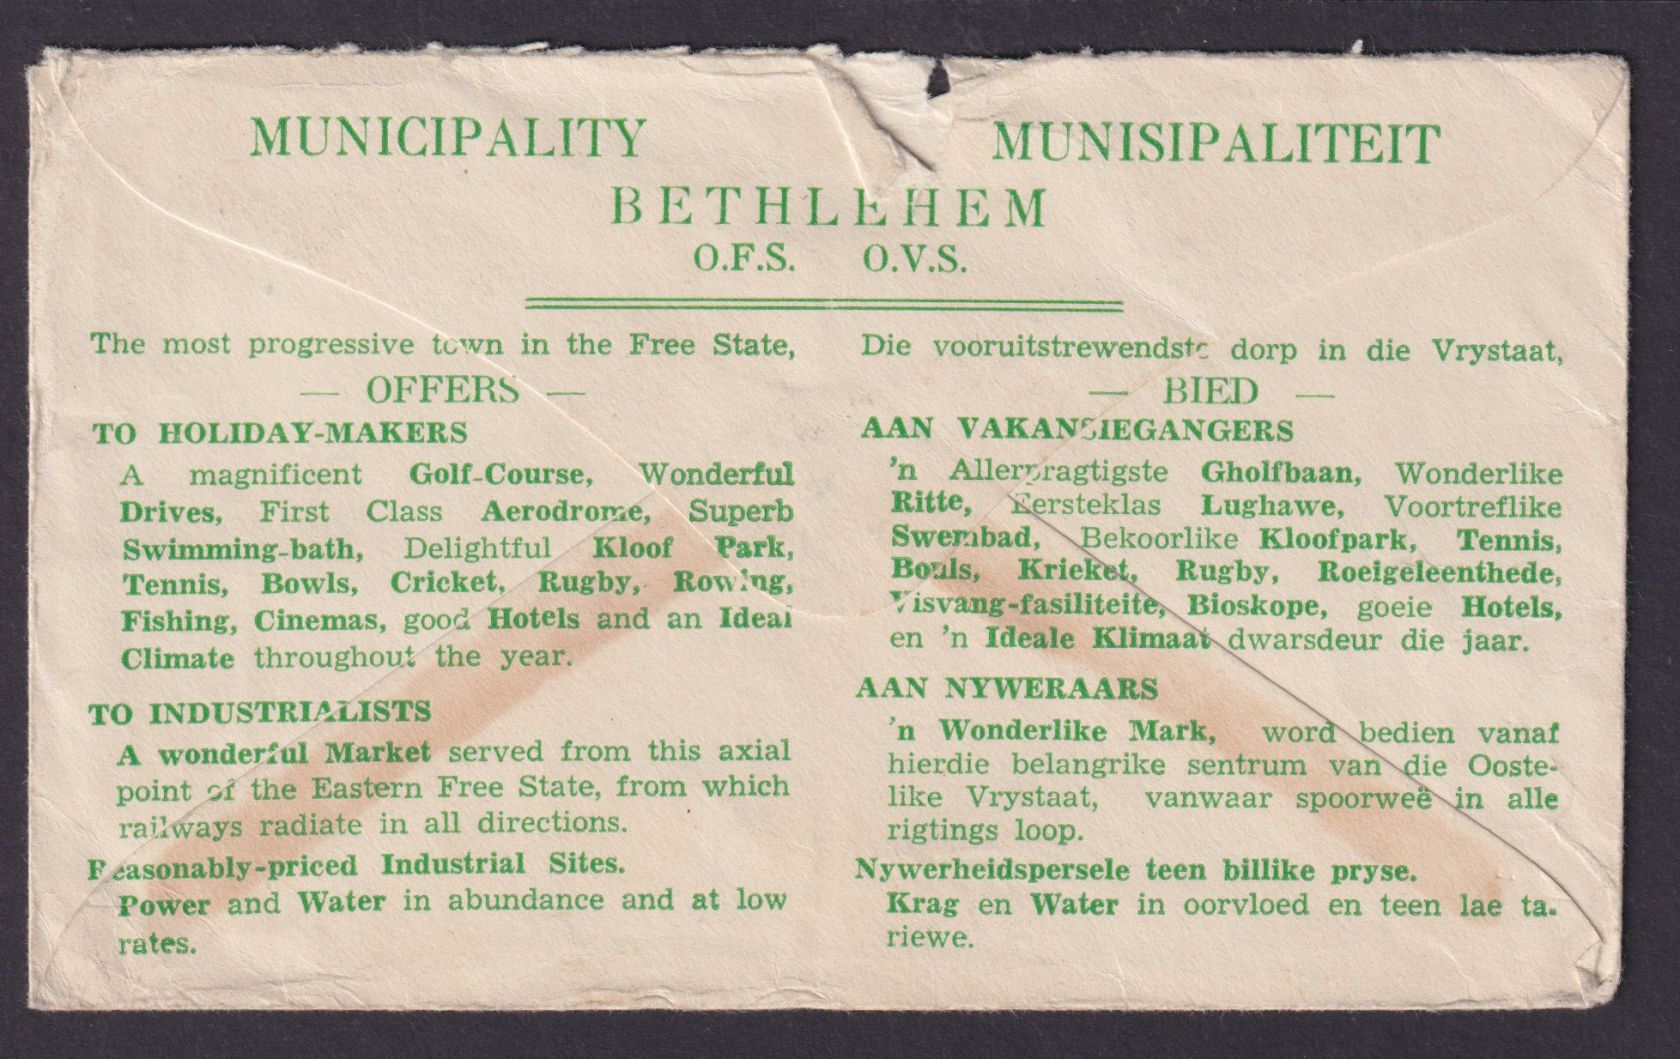 MUNICIPALITY MUNISIPALITEIT
BETHLEHEM
O.F.S. O.V.S.
The most progressive town in the Free State,
— OFFERS —
TO HOLIDAY-MAKERS
A magnificent Golf-Course, Wonderful
Drives, First Class Aerodrome, Superb
Swimming-bath, Delightful Kloof Park,
Tennis, Bowls, Cricket, Rugby, Rowing,
Fishing, Cinemas, good Hotels and an Ideal
Climate throughout the year.
TO INDUSTRIALISTS
A wonderful Market served from this axial
point of the Eastern Free State, from which
railways radiate in all directions.
Reasonably-priced Industrial Sites.
Power and Water in abundance and at low
rates.
Die vooruitstrewendste dorp in die Vrystaat,
— BIED —
AAN VAKANSIEGANGERS
'n Allerpragtigste Gholfbaan, Wonderlike
Ritte, Eersteklas Lughawe, Voortreflike
Swembad, Bekoorlike Kloofpark, Tennis,
Bouls, Krieket, Rugby, Roeigeleenthede,
Visvang-fasiliteite, Bioskope, goeie Hotels,
en 'n Ideale Klimaat dwarsdeur die jaar.
AAN NYWERAARS
'n Wonderlike Mark, word bedien vanaf
hierdie belangrike sentrum van die Ooste-
like Vrystaat, vanwaar spoorweë in alle
rigtings loop.
Nywerheidspersele teen billike pryse.
Krag en Water in oorvloed en teen lae ta-
riewe.